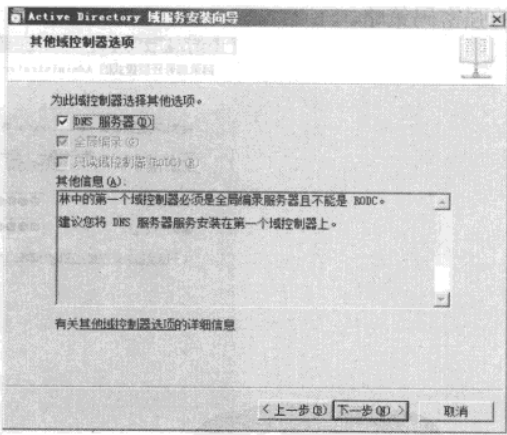 Active Directory 域服务安装向导
其他域控制器选项
为此域控制器选择其他选项。
DNS 服务器(D)
全局编录(G)
只读域控制器(RODC)(R)
其他信息(A):
林中的第一个域控制器必须是全局编录服务器且不能是 RODC。
建议您将 DNS 服务器服务安装在第一个域控制器上。
有关其他域控制器选项的详细信息
< 上一步(B) 下一步(N) > 取消